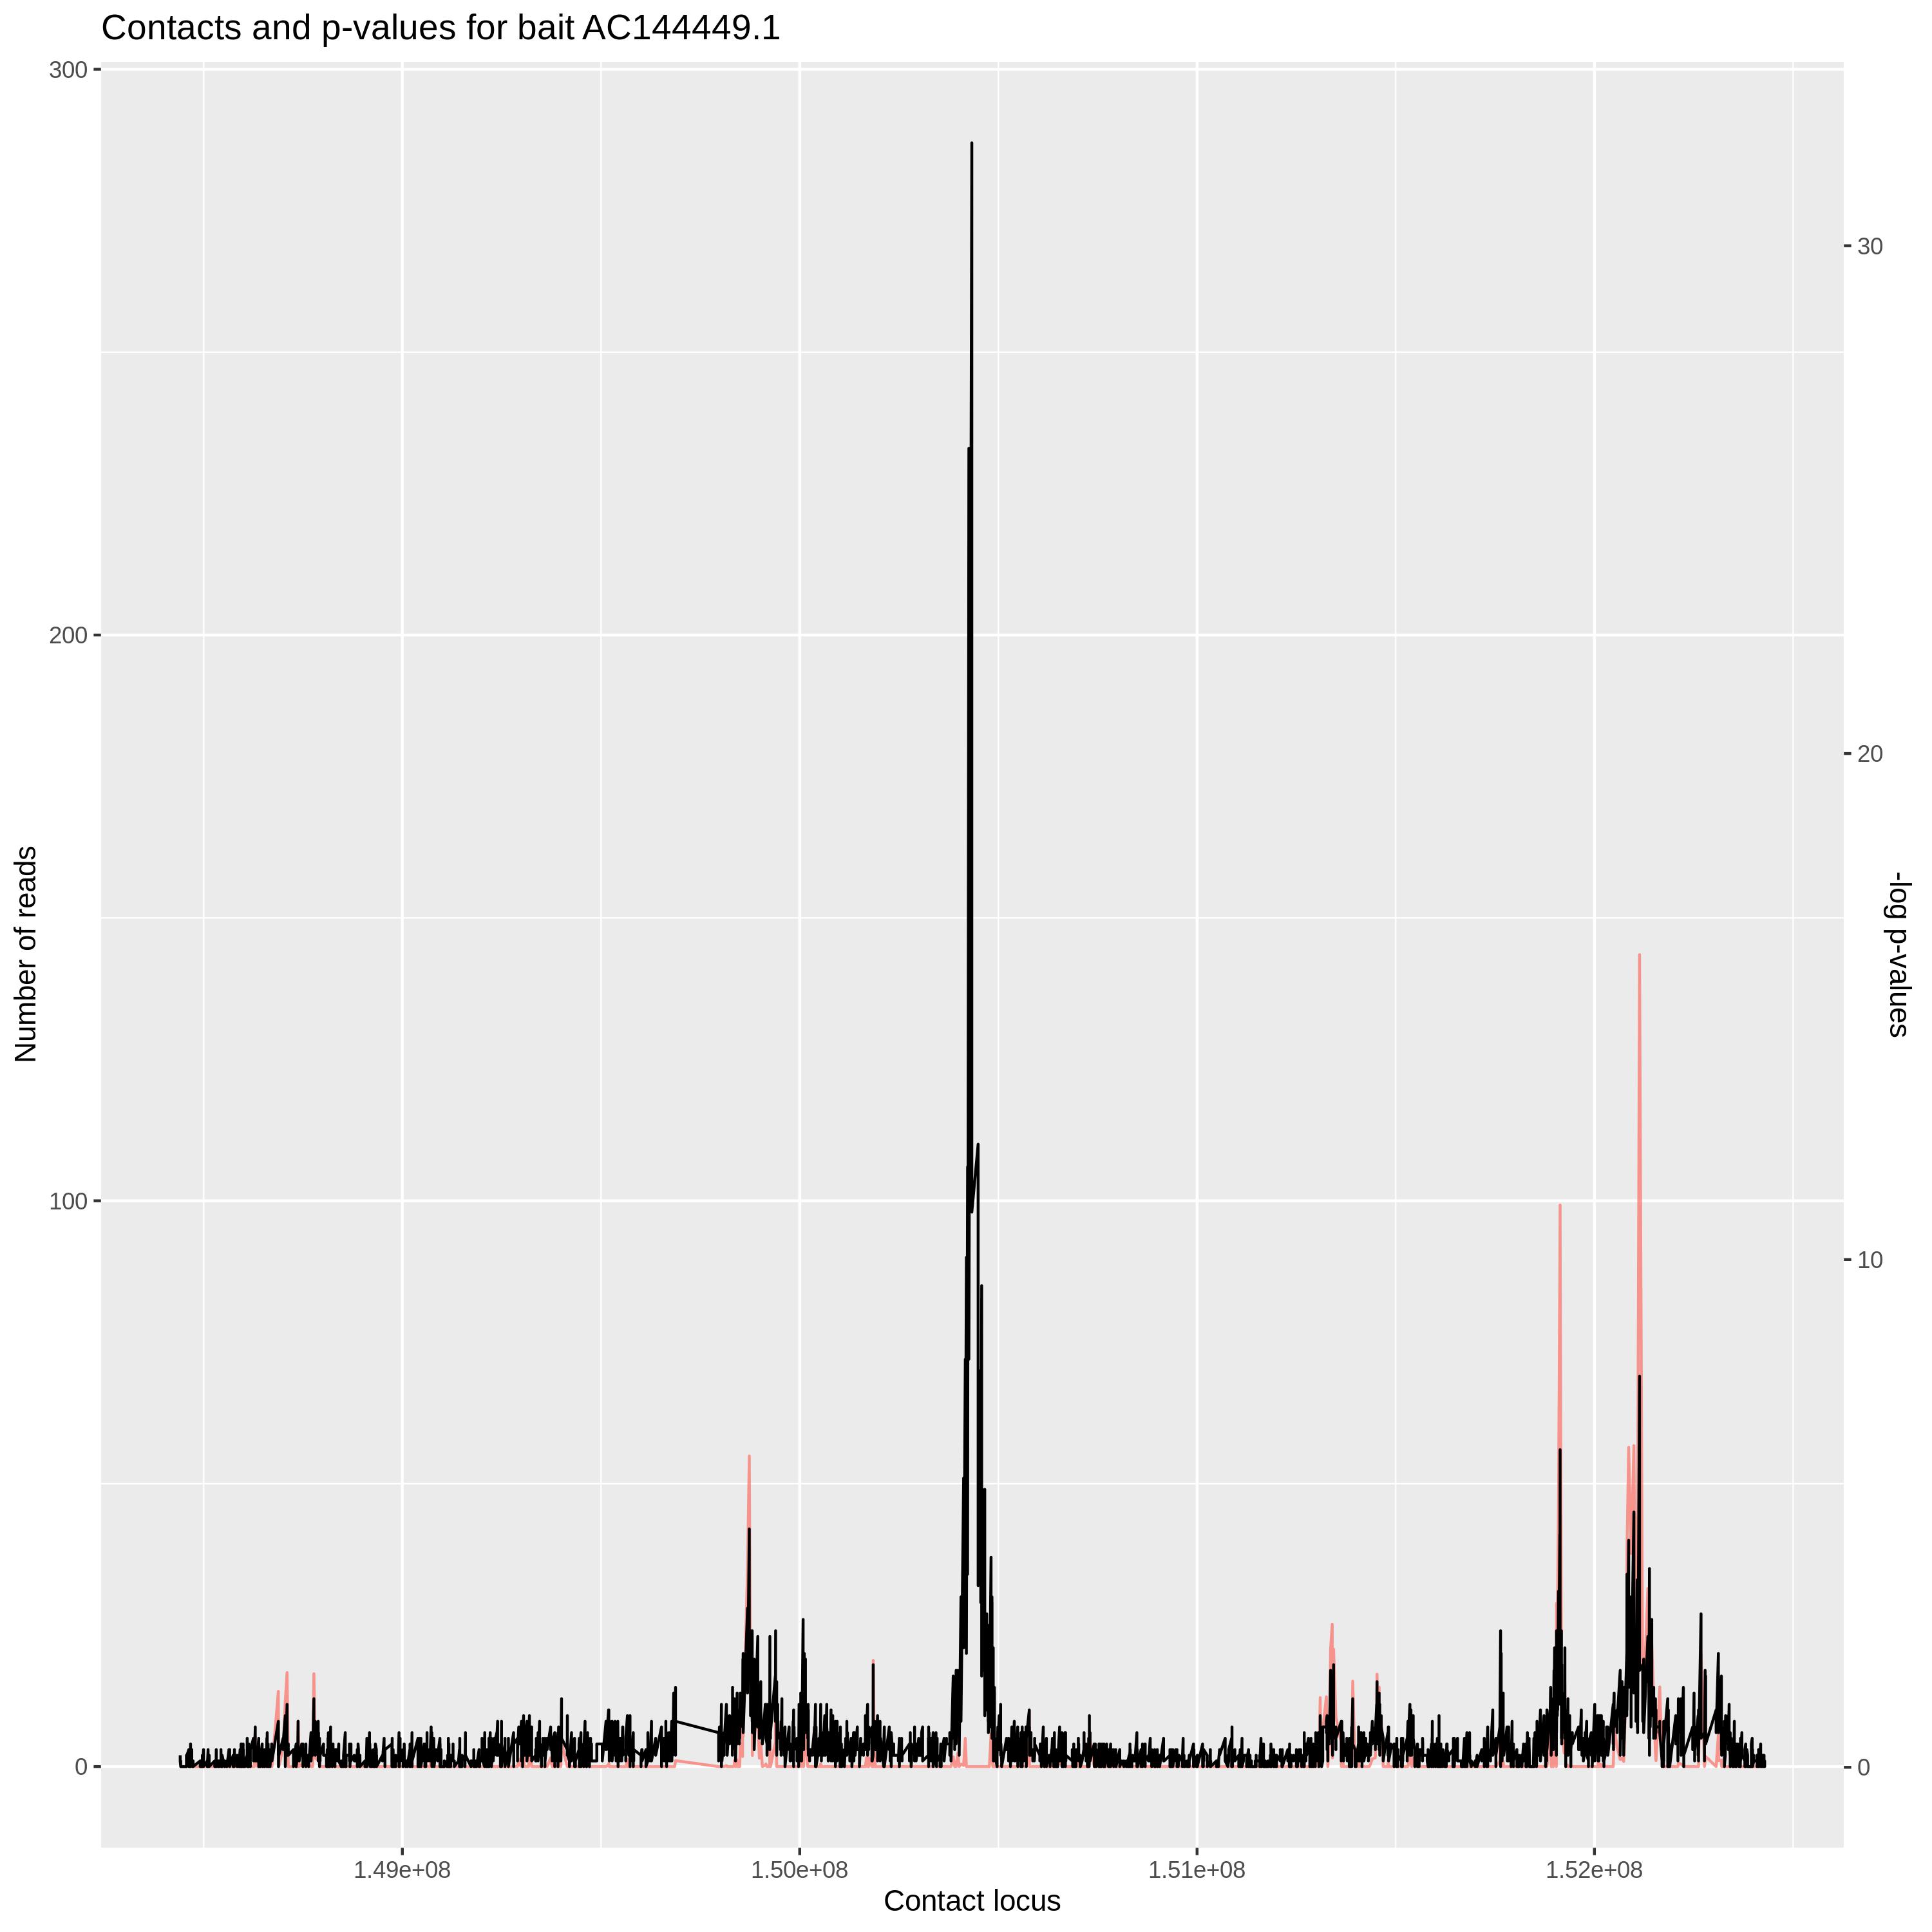 Contacts and p-values for bait AC144449.1
300
200
100
0
30
20
10
0
Number of reads
-log p-values
1.49e+08
1.50e+08
1.51e+08
1.52e+08
Contact locus